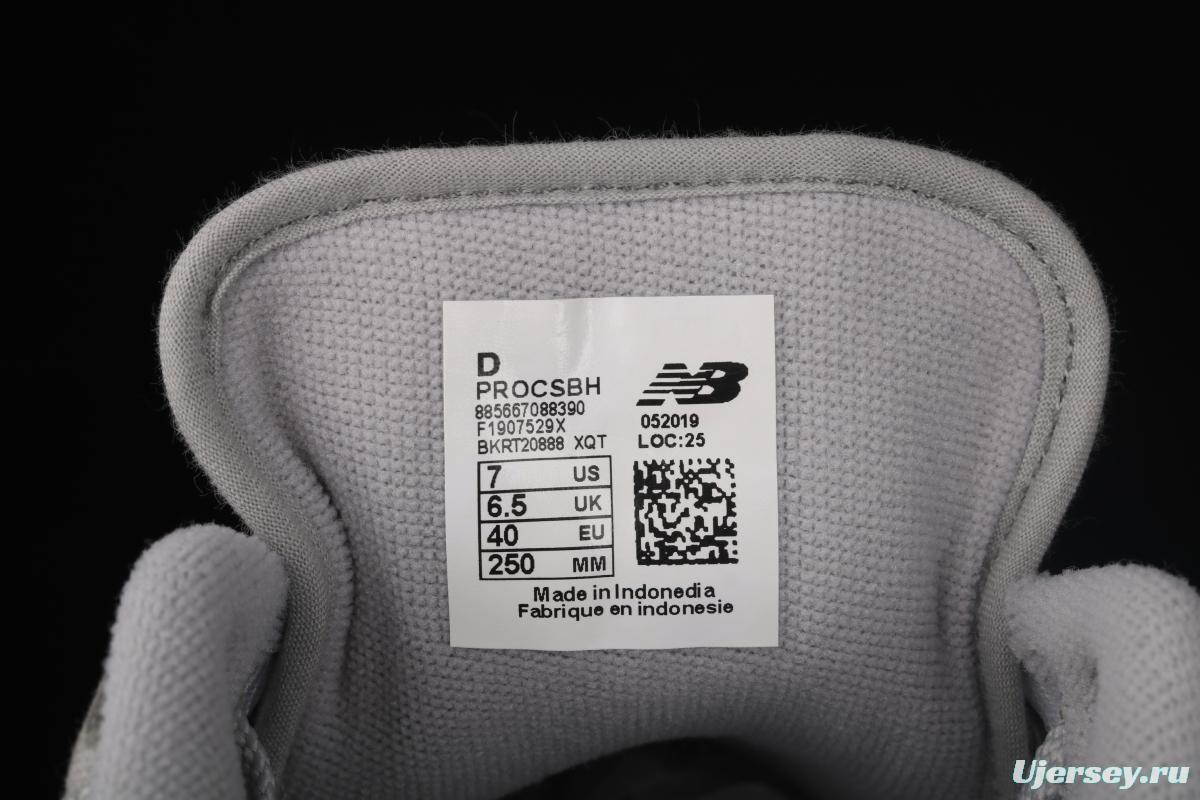 D
PROCSBH
885667088390
F1907529X
BKRT20888 XQT
7 US
6.5 UK
40 EU
250 MM
NB
052019
LOC:25
Made in Indonedia
Fabrique en indonesie
Ujersey.ru